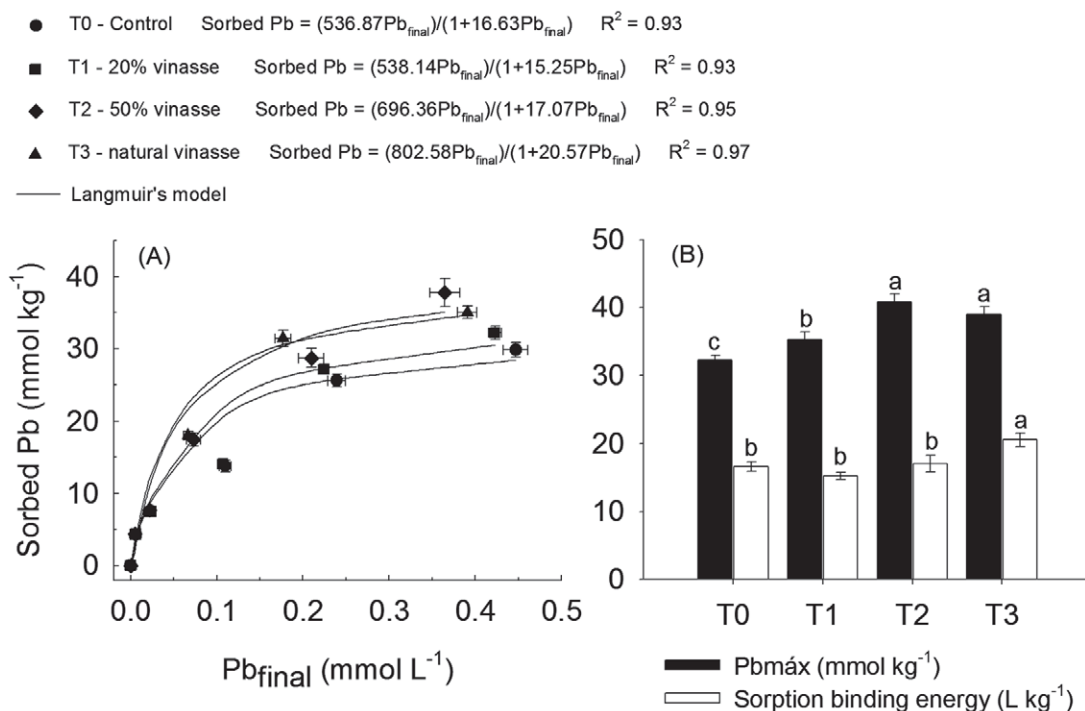 T0 - Control Sorbed Pb = (536.87Pbfinal)/(1+16.63Pbfinal) R² = 0.93
T1 - 20% vinasse Sorbed Pb = (538.14Pbfinal)/(1+15.25Pbfinal) R² = 0.93
T2 - 50% vinasse Sorbed Pb = (696.36Pbfinal)/(1+17.07Pbfinal) R² = 0.95
T3 - natural vinasse Sorbed Pb = (802.58Pbfinal)/(1+20.57Pbfinal) R² = 0.97
Langmuir's model
(A)
Sorbed Pb (mmol kg⁻¹)
40
30
20
10
0
0.0 0.1 0.2 0.3 0.4 0.5
Pbfinal (mmol L⁻¹)
(B)
50
40
30
20
10
0
c b a a
b b b a
T0 T1 T2 T3
Pbmáx (mmol kg⁻¹)
Sorption binding energy (L kg⁻¹)